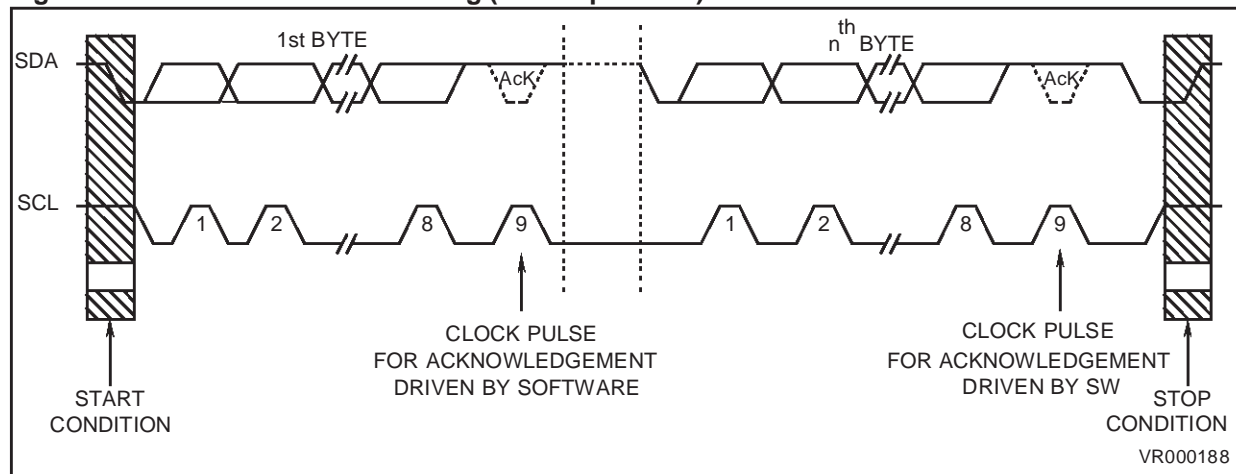 1st BYTE
n th BYTE
SDA
AcK
AcK
SCL
1
2
8
9
1
2
8
9
CLOCK PULSE
FOR ACKNOWLEDGEMENT
DRIVEN BY SOFTWARE
CLOCK PULSE
FOR ACKNOWLEDGEMENT
DRIVEN BY SW
START
CONDITION
STOP
CONDITION
VR000188